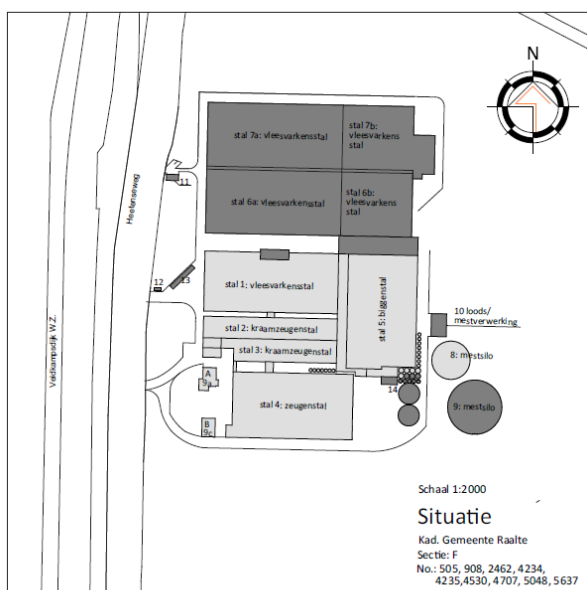 N
stal 7a: vleesvarkensstal
stal 7b:
vleesvarkens
stal
11
stal 6a: vleesvarkensstal
stal 6b:
vleesvarkens
stal
Heetenseweg
12
13
stal 1: vleesvarkensstal
stal 2: kraamzeugenstal
stal 3: kraamzeugenstal
stal 5: biggenstal
10 loods/
mestverwerking
8: mestsilo
A
9a
14
9: mestsilo
B
9c
stal 4: zeugenstal
Veldkampsdijk W.Z.
Schaal 1:2000
Situatie
Kad. Gemeente Raalte
Sectie: F
No.: 505, 908, 2462, 4234,
4235,4530, 4707, 5048, 5637